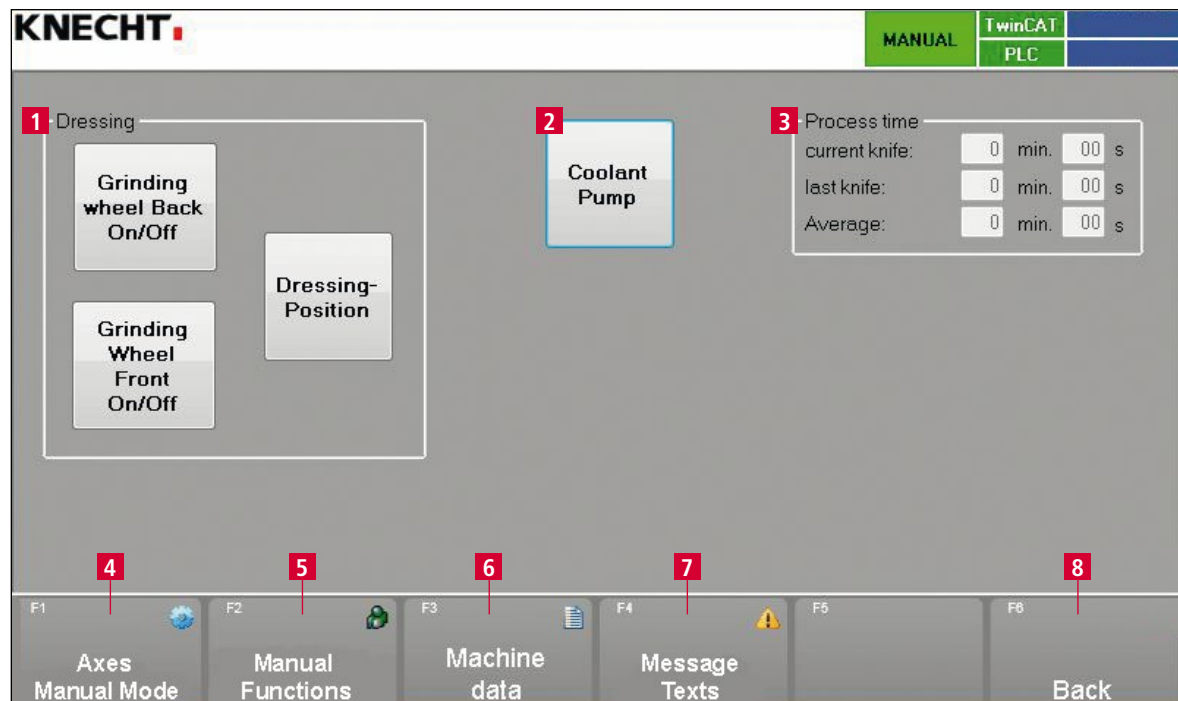 KNECHT
MANUAL
TwinCAT
PLC
1 Dressing
Grinding
wheel Back
On/Off
Grinding
Wheel
Front
On/Off
Dressing-
Position
2
Coolant
Pump
3 Process time
current knife: 0 min. 00 s
last knife: 0 min. 00 s
Average: 0 min. 00 s
4
F1
Axes
Manual Mode
5
F2
Manual
Functions
6
F3
Machine
data
7
F4
Message
Texts
F5
8
F6
Back